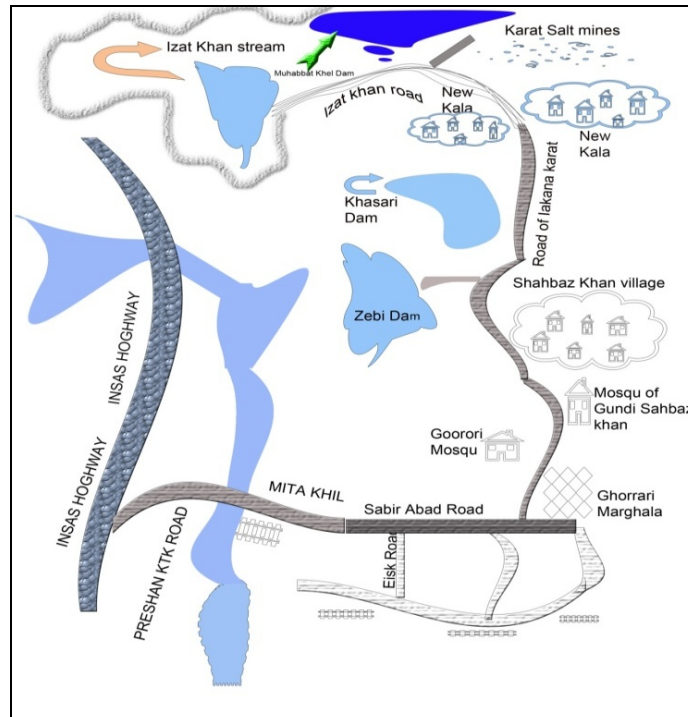 Izat Khan stream
Karat Salt mines
Muhabbat Khel Dam
Izat khan road
New
Kala
New
Kala
Road of lakana karat
Khasari
Dam
Shahbaz Khan village
Zebi Dam
INSAS HOGHWAY
Mosqu of
Gundi Sahbaz
khan
Goorori
Mosqu
INSAS HOGHWAY
MITA KHIL
Sabir Abad Road
Ghorrari
Marghala
PRESHAN KTK ROAD
Eisk Road